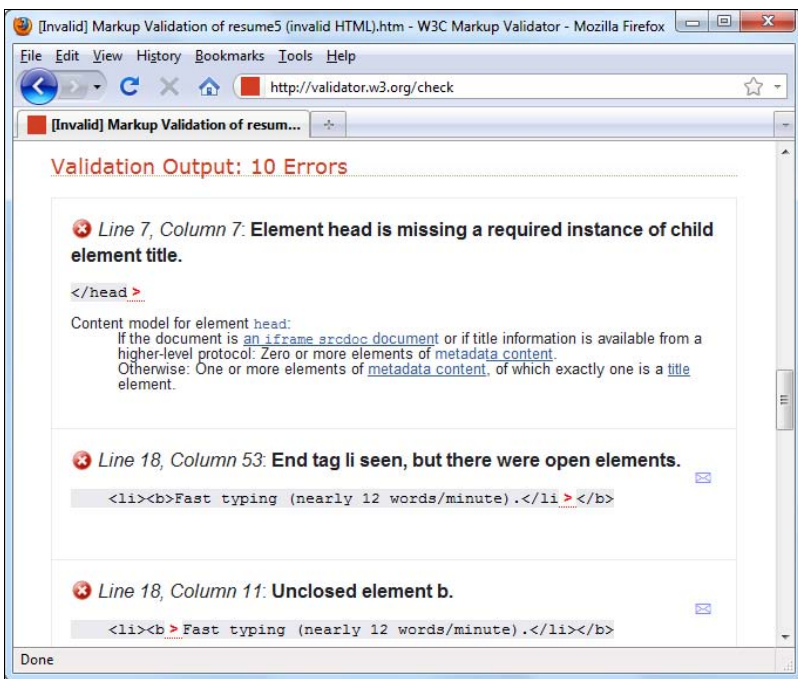 [Invalid] Markup Validation of resume5 (invalid HTML).htm - W3C Markup Validator - Mozilla Firefox
File Edit View History Bookmarks Tools Help
http://validator.w3.org/check
[Invalid] Markup Validation of resum...
Validation Output: 10 Errors
Line 7, Column 7: Element head is missing a required instance of child
element title.
</head>
Content model for element head:
If the document is an iframe srcdoc document or if title information is available from a
higher-level protocol: Zero or more elements of metadata content.
Otherwise: One or more elements of metadata content, of which exactly one is a title
element.
Line 18, Column 53: End tag li seen, but there were open elements.
<li><b>Fast typing (nearly 12 words/minute).</li></b>
Line 18, Column 11: Unclosed element b.
<li><b>Fast typing (nearly 12 words/minute).</li></b>
Done